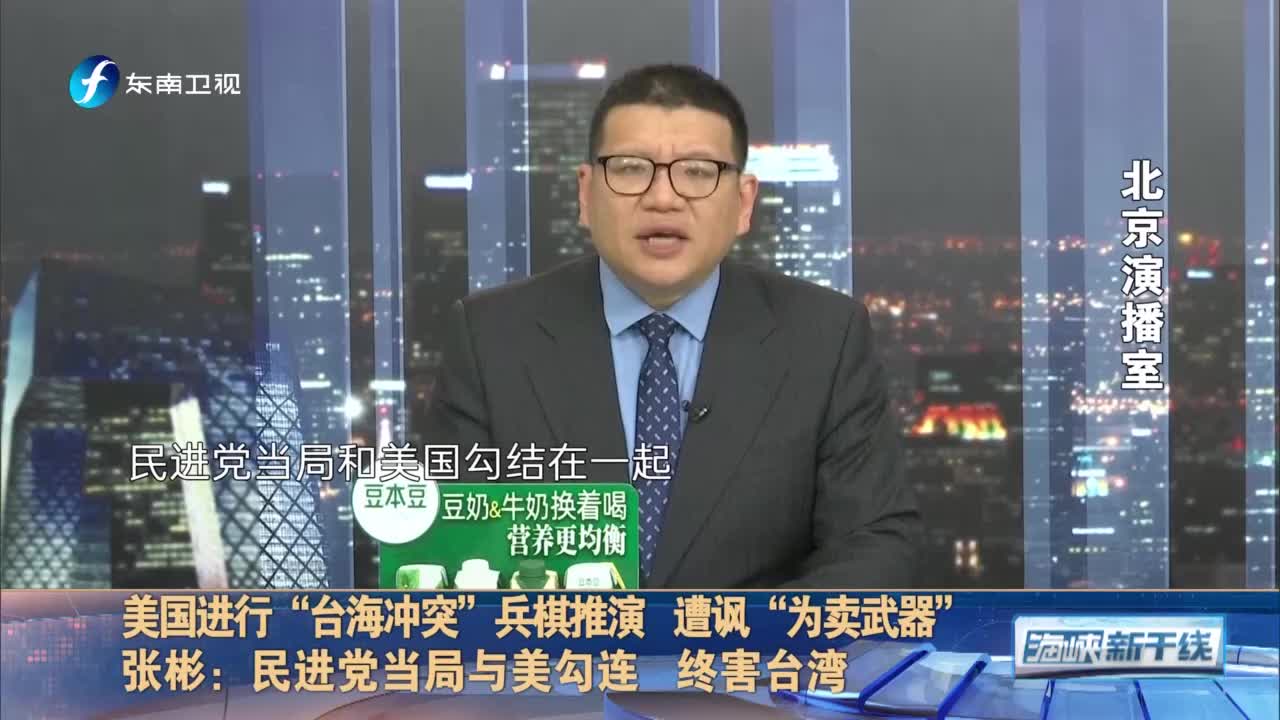 东南卫视
北京演播室
民进党当局和美国勾结在一起
豆本豆
豆奶&牛奶换着喝
营养更均衡
豆本豆
美国进行“台海冲突”兵棋推演 遭讽“为卖武器”
张彬：民进党当局与美勾连 终害台湾
海峡新干线